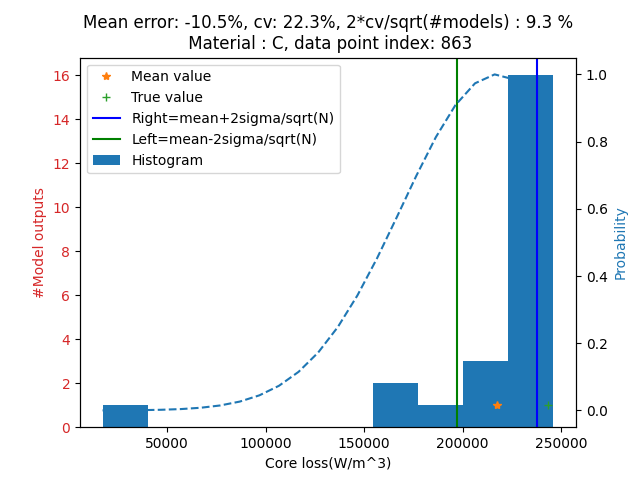 Mean error: -10.5%, cv: 22.3%, 2*cv/sqrt(#models) : 9.3 %
Material : C, data point index: 863
Mean value
True value
Right=mean+2sigma/sqrt(N)
Left=mean-2sigma/sqrt(N)
Histogram
#Model outputs
16
14
12
10
8
6
4
2
0
1.0
0.8
0.6
0.4
0.2
0.0
Probability
50000 100000 150000 200000 250000
Core loss(W/m^3)